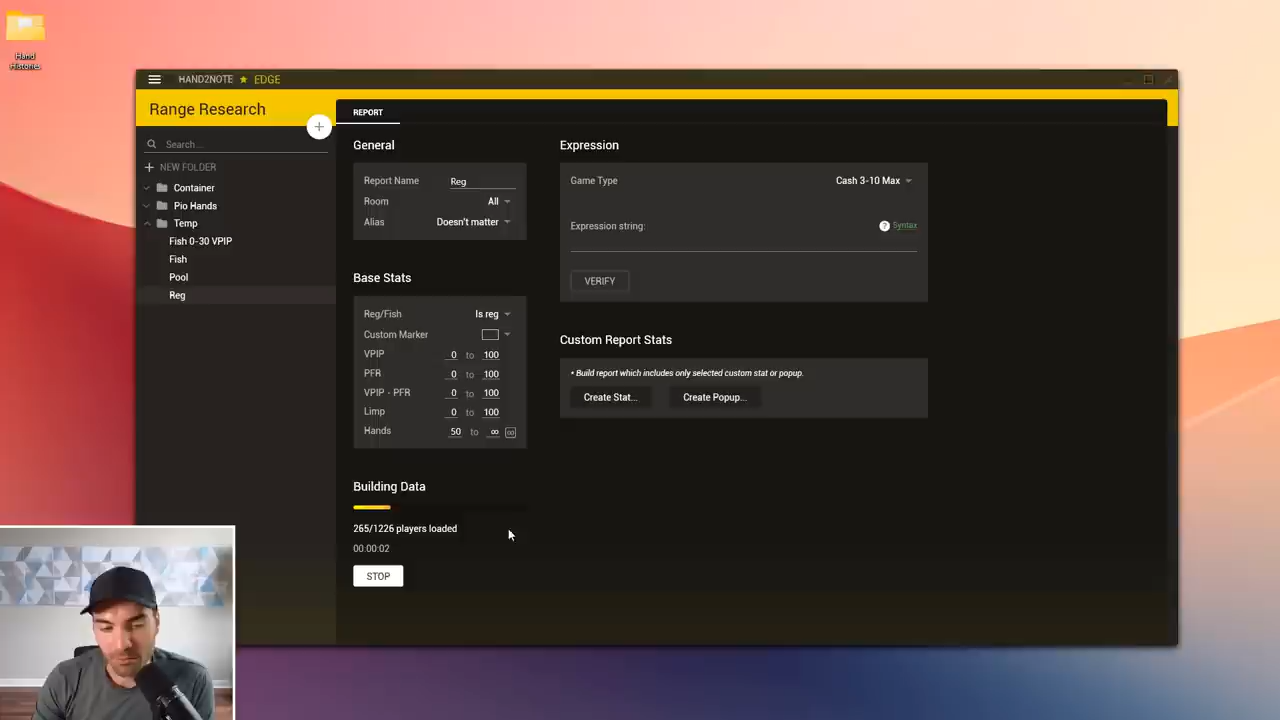 Hand
Histories
HAND2NOTE ★ EDGE
Range Research
REPORT
Search...
NEW FOLDER
Container
Pio Hands
Temp
Fish 0-30 VPIP
Fish
Pool
Reg
General
Report Name Reg
Room All
Alias Doesn't matter
Base Stats
Reg/Fish Is reg
Custom Marker
VPIP 0 to 100
PFR 0 to 100
VPIP - PFR 0 to 100
Limp 0 to 100
Hands 50 to ∞
Building Data
265/1226 players loaded
00:00:02
STOP
Expression
Game Type Cash 3-10 Max
Expression string: ? Syntax
VERIFY
Custom Report Stats
* Build report which includes only selected custom stat or popup.
Create Stat... Create Popup...